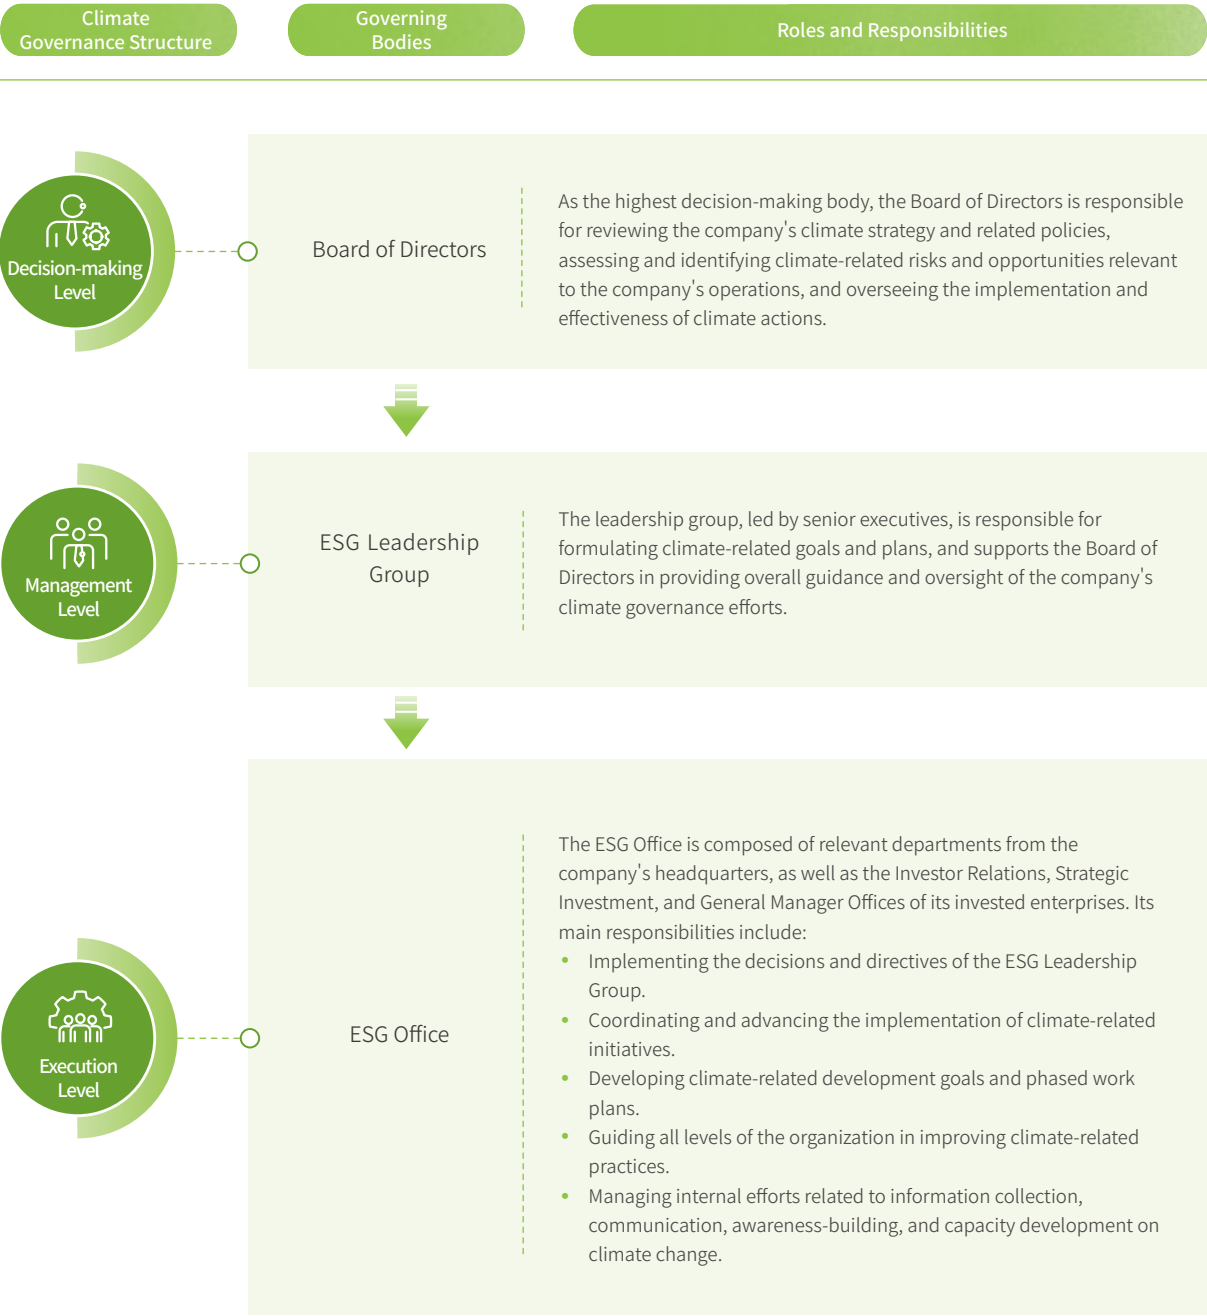 Climate
Governance Structure
Governing
Bodies
Roles and Responsibilities
Decision-making
Level
Board of Directors
As the highest decision-making body, the Board of Directors is responsible
for reviewing the company's climate strategy and related policies,
assessing and identifying climate-related risks and opportunities relevant
to the company's operations, and overseeing the implementation and
effectiveness of climate actions.
Management
Level
ESG Leadership
Group
The leadership group, led by senior executives, is responsible for
formulating climate-related goals and plans, and supports the Board of
Directors in providing overall guidance and oversight of the company's
climate governance efforts.
Execution
Level
ESG Office
The ESG Office is composed of relevant departments from the
company's headquarters, as well as the Investor Relations, Strategic
Investment, and General Manager Offices of its invested enterprises. Its
main responsibilities include:
• Implementing the decisions and directives of the ESG Leadership
Group.
• Coordinating and advancing the implementation of climate-related
initiatives.
• Developing climate-related development goals and phased work
plans.
• Guiding all levels of the organization in improving climate-related
practices.
• Managing internal efforts related to information collection,
communication, awareness-building, and capacity development on
climate change.